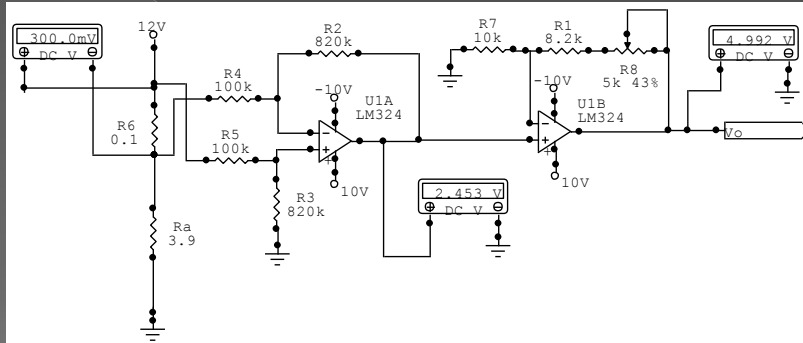 300.0mV
DC V
12V
R6
0.1
Ra
3.9
R4
100k
R5
100k
R2
820k
R3
820k
-10V
U1A
LM324
10V
2.453 V
DC V
R7
10k
R1
8.2k
R8
5k 43%
-10V
U1B
LM324
10V
4.992 V
DC V
Vo